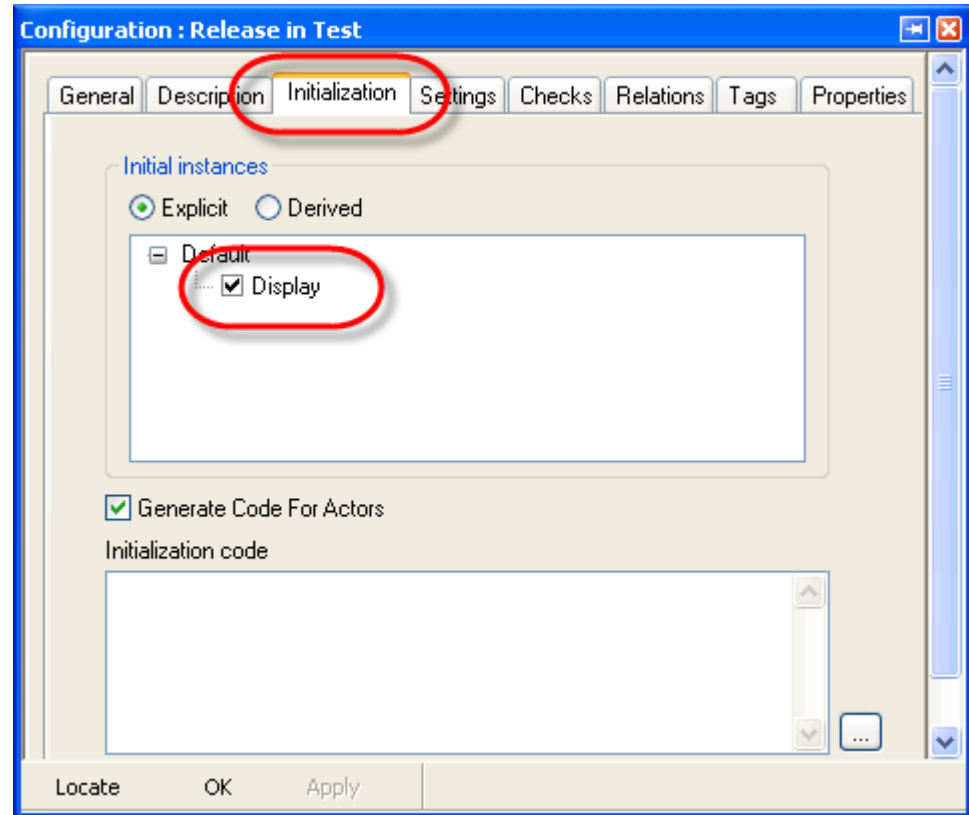 Configuration : Release in Test
General Description Initialization Settings Checks Relations Tags Properties
Initial instances
Explicit Derived
Default
Display
Generate Code For Actors
Initialization code
...
Locate OK Apply